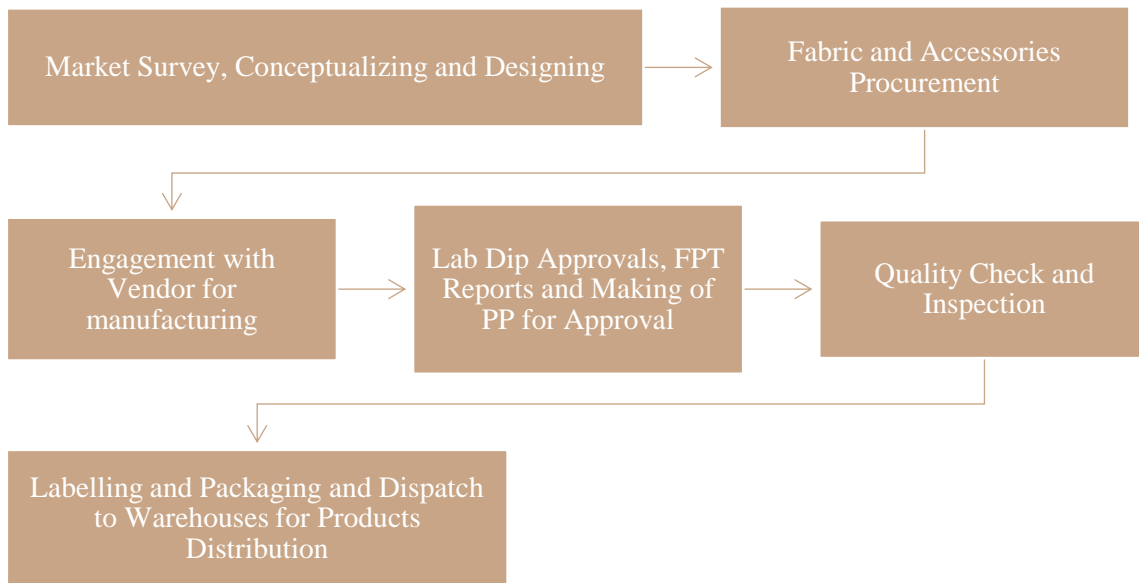 Market Survey, Conceptualizing and Designing
Fabric and Accessories
Procurement
Engagement with
Vendor for
manufacturing
Lab Dip Approvals, FPT
Reports and Making of
PP for Approval
Quality Check and
Inspection
Labelling and Packaging and Dispatch
to Warehouses for Products
Distribution